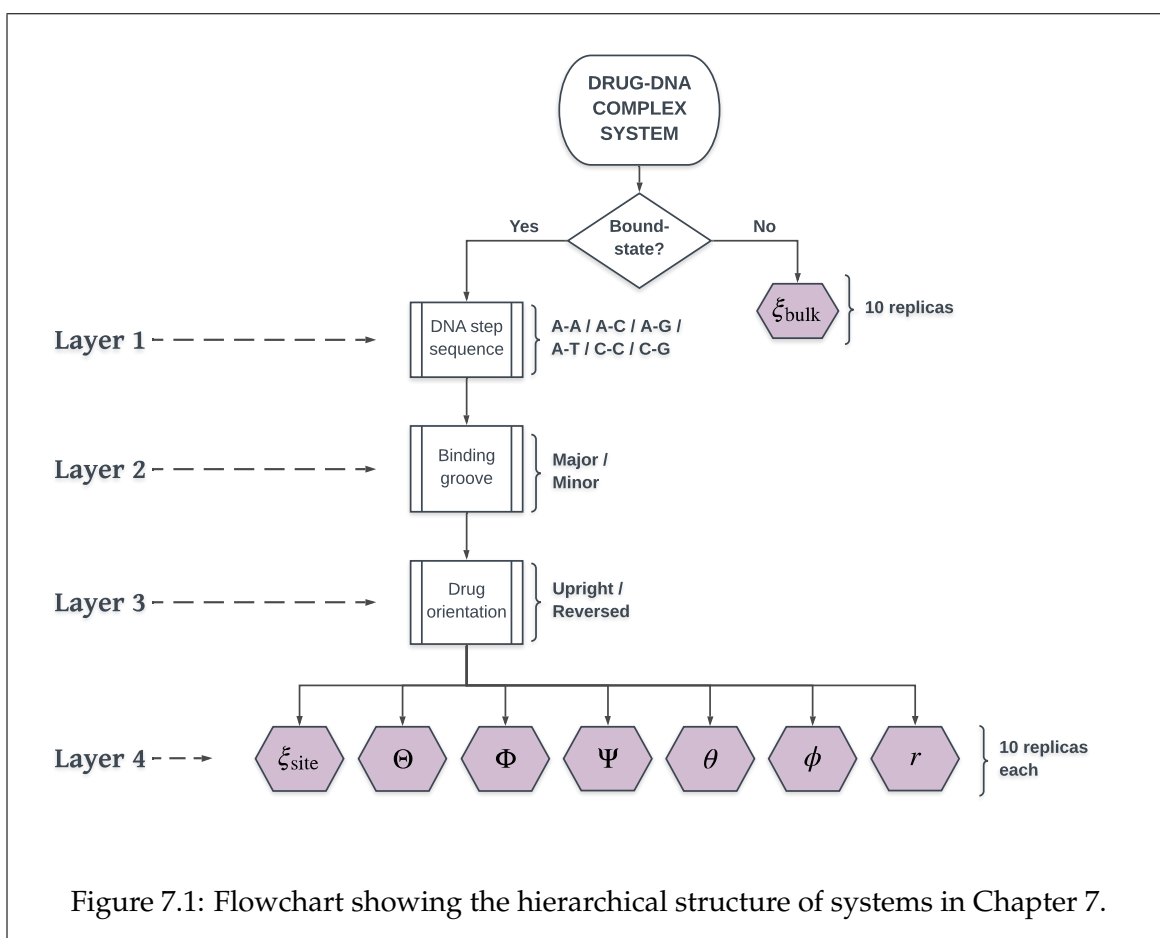 DRUG-DNA
COMPLEX
SYSTEM
Bound-
state?
Yes
No
ξbulk
10 replicas
Layer 1
DNA step
sequence
A-A / A-C / A-G /
A-T / C-C / C-G
Layer 2
Binding
groove
Major /
Minor
Layer 3
Drug
orientation
Upright /
Reversed
Layer 4
ξsite
Θ
Φ
Ψ
θ
ϕ
r
10 replicas
each
Figure 7.1: Flowchart showing the hierarchical structure of systems in Chapter 7.